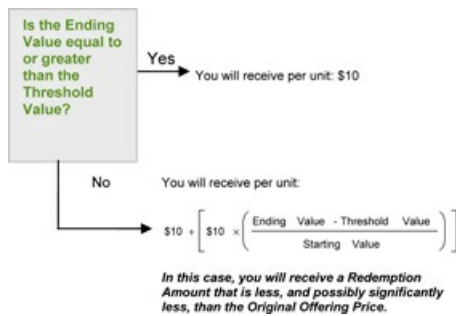 Is the Ending
Value equal to
or greater
than the
Threshold
Value?
Yes
You will receive per unit: $10
No
You will receive per unit:
$10 + [ $10 × ( Ending Value - Threshold Value / Starting Value ) ]
In this case, you will receive a Redemption
Amount that is less, and possibly significantly
less, than the Original Offering Price.